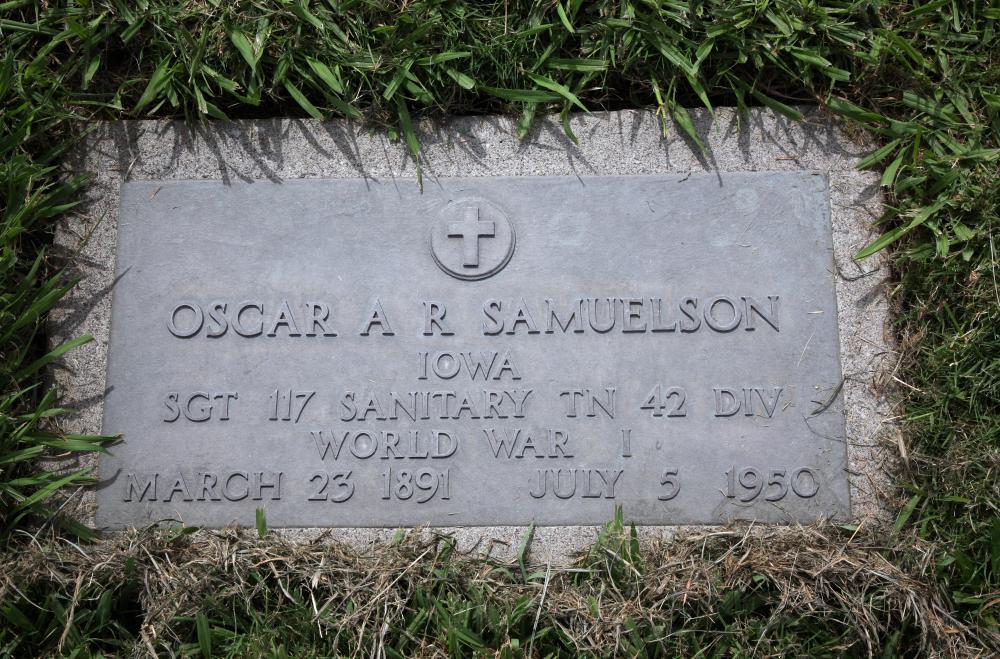 OSCAR A R SAMUELSON
IOWA
SGT 117 SANITARY TN 42 DIV
WORLD WAR I
MARCH 23 1891 JULY 5 1950